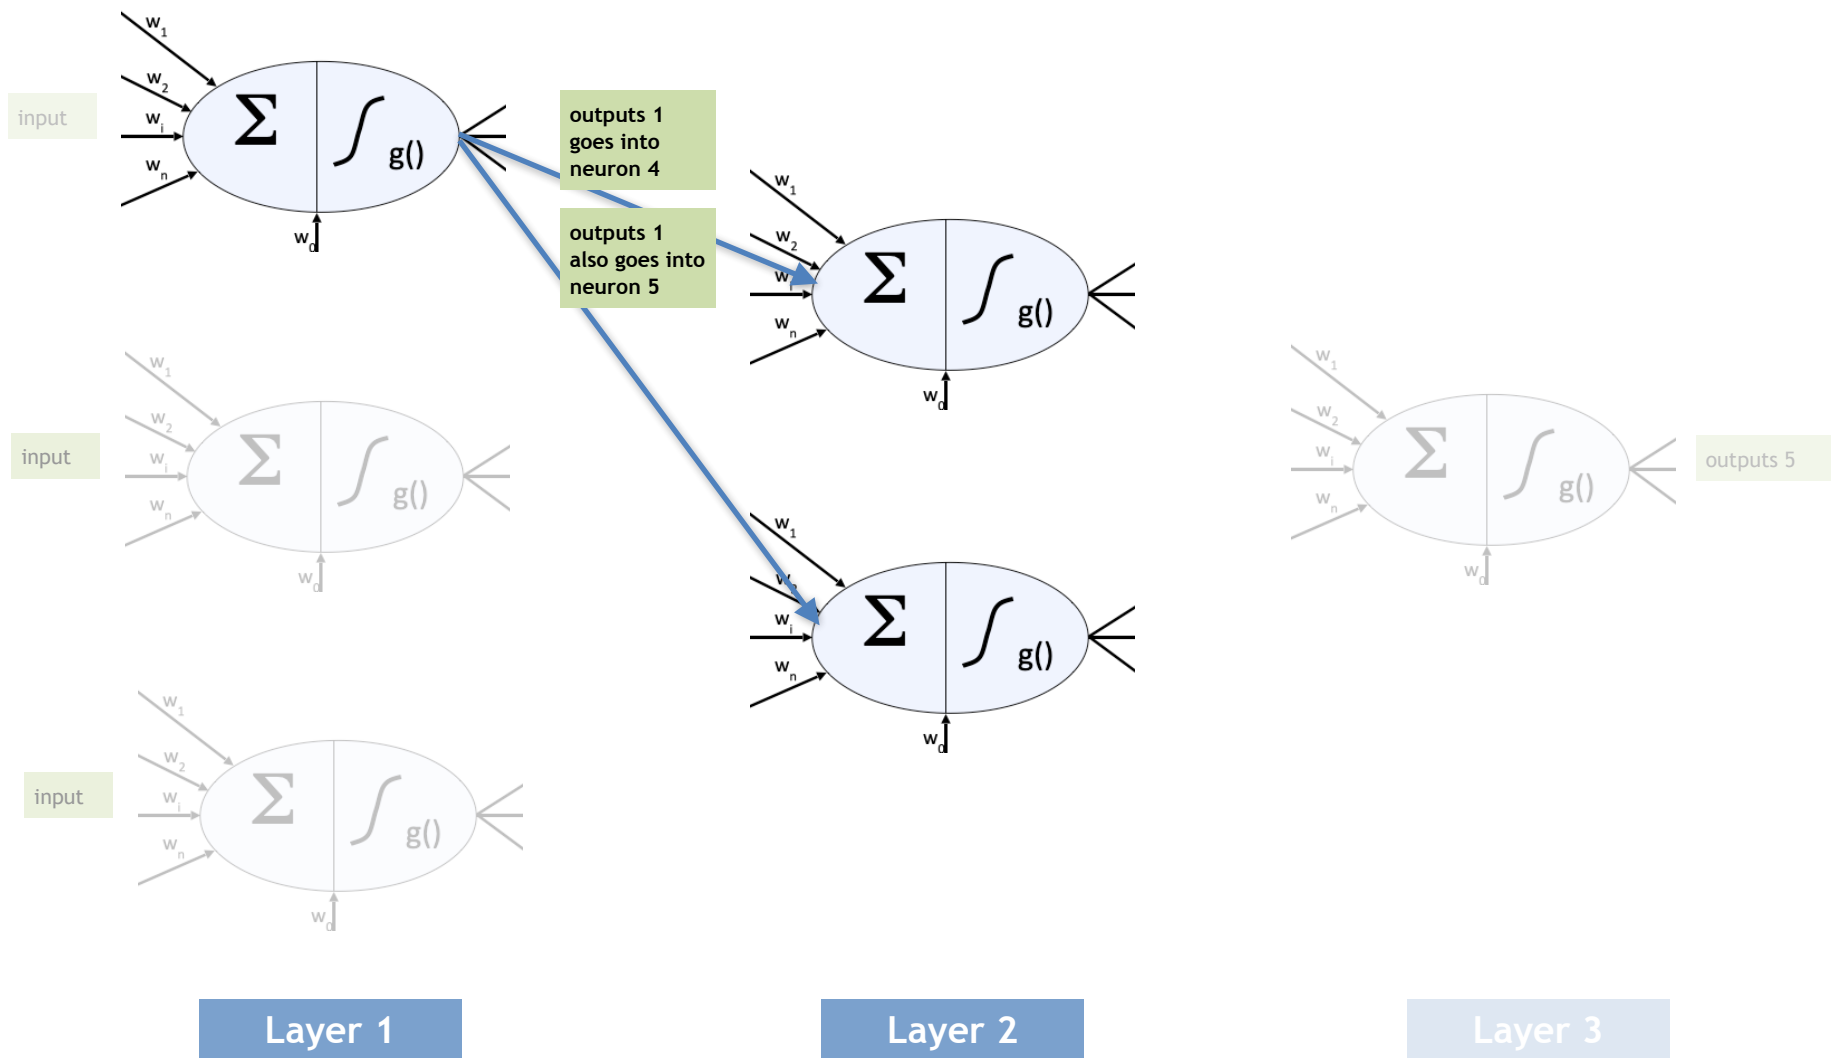 w1
w2
wi
wn
Σ
g()
w0
input
outputs 1
goes into
neuron 4
outputs 1
also goes into
neuron 5
w1
w2
wn
Σ
g()
w0
w1
w2
wi
wn
Σ
g()
w0
input
w1
w2
wi
wn
Σ
g()
w0
outputs 5
w1
wi
wn
Σ
g()
w0
w1
w2
wi
wn
Σ
g()
w0
input
Layer 1
Layer 2
Layer 3